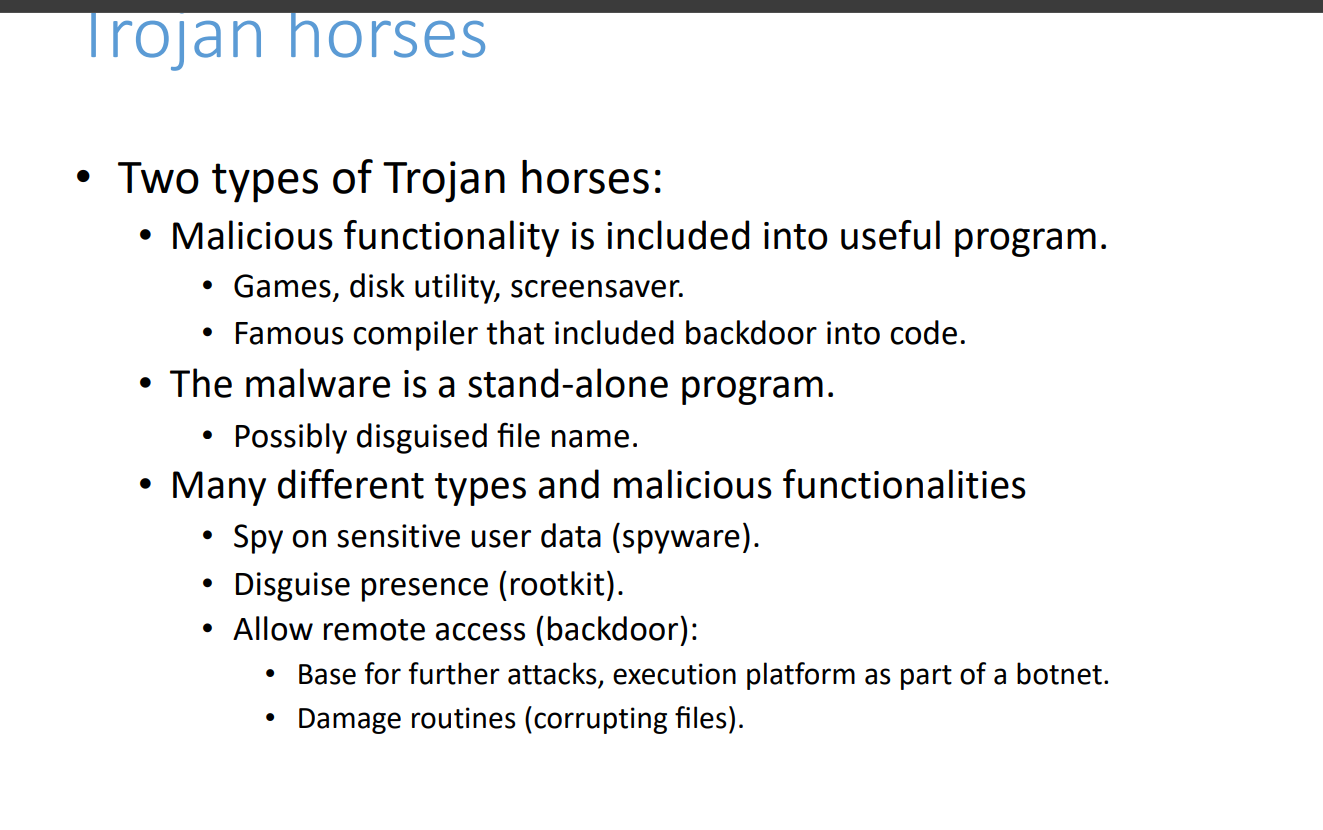 Trojan horses
• Two types of Trojan horses:
• Malicious functionality is included into useful program.
• Games, disk utility, screensaver.
• Famous compiler that included backdoor into code.
• The malware is a stand-alone program.
• Possibly disguised file name.
• Many different types and malicious functionalities
• Spy on sensitive user data (spyware).
• Disguise presence (rootkit).
• Allow remote access (backdoor):
• Base for further attacks, execution platform as part of a botnet.
• Damage routines (corrupting files).